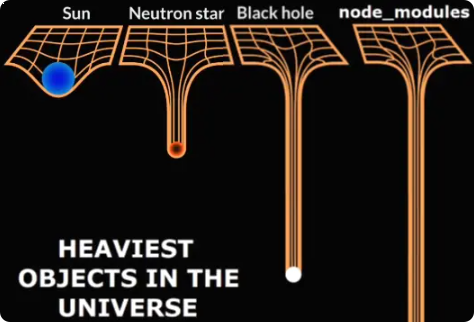 Sun
Neutron star
Black hole
node_modules
HEAVIEST
OBJECTS IN THE
UNIVERSE